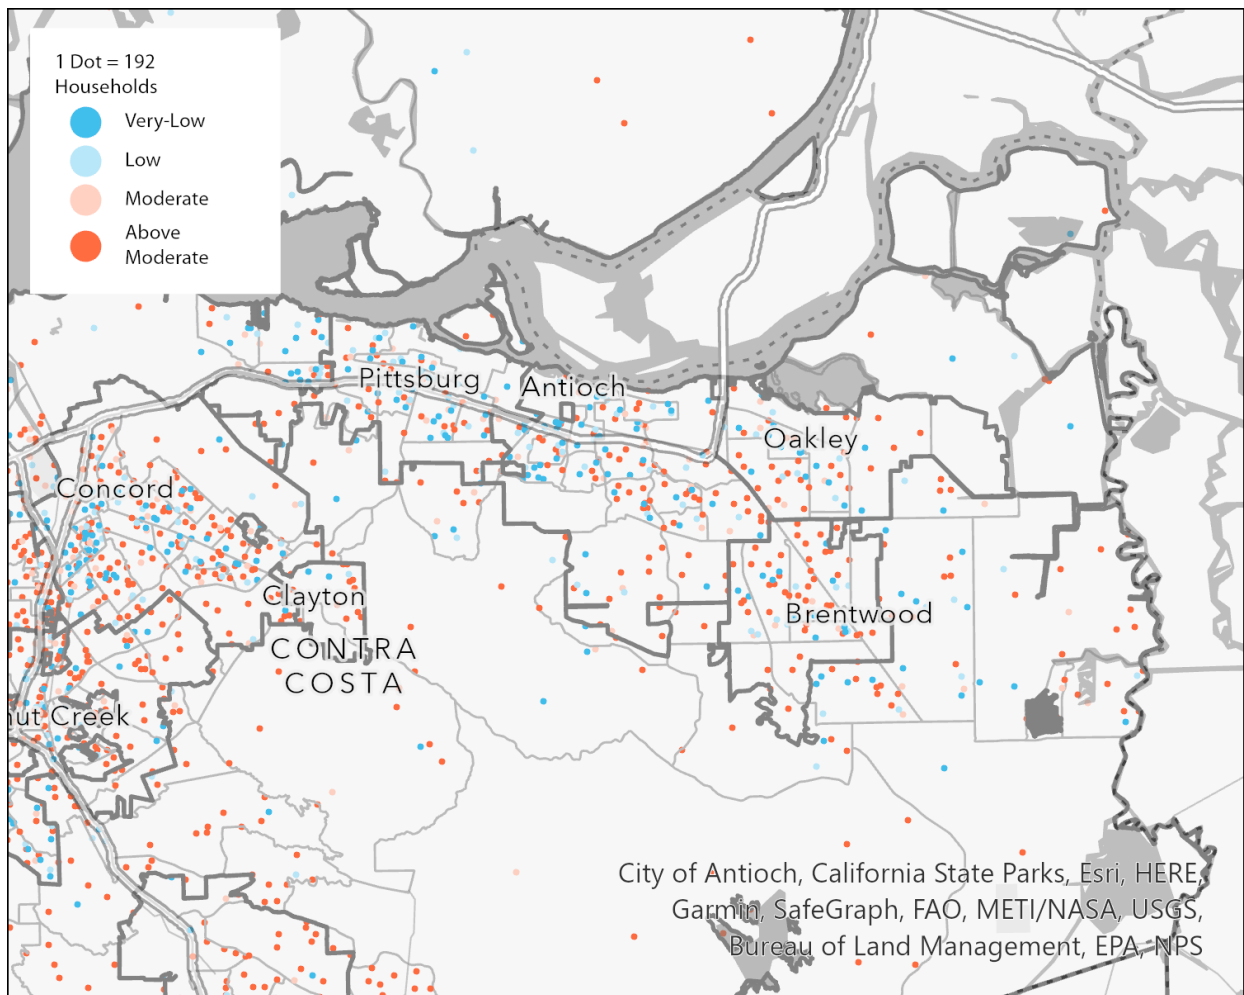 1 Dot = 192
Households
Very-Low
Low
Moderate
Above
Moderate
Pittsburg
Antioch
Oakley
Concord
Clayton
Brentwood
CONTRA
COSTA
nut Creek
City of Antioch, California State Parks, Esri, HERE,
Garmin, SafeGraph, FAO, METI/NASA, USGS,
Bureau of Land Management, EPA, NPS